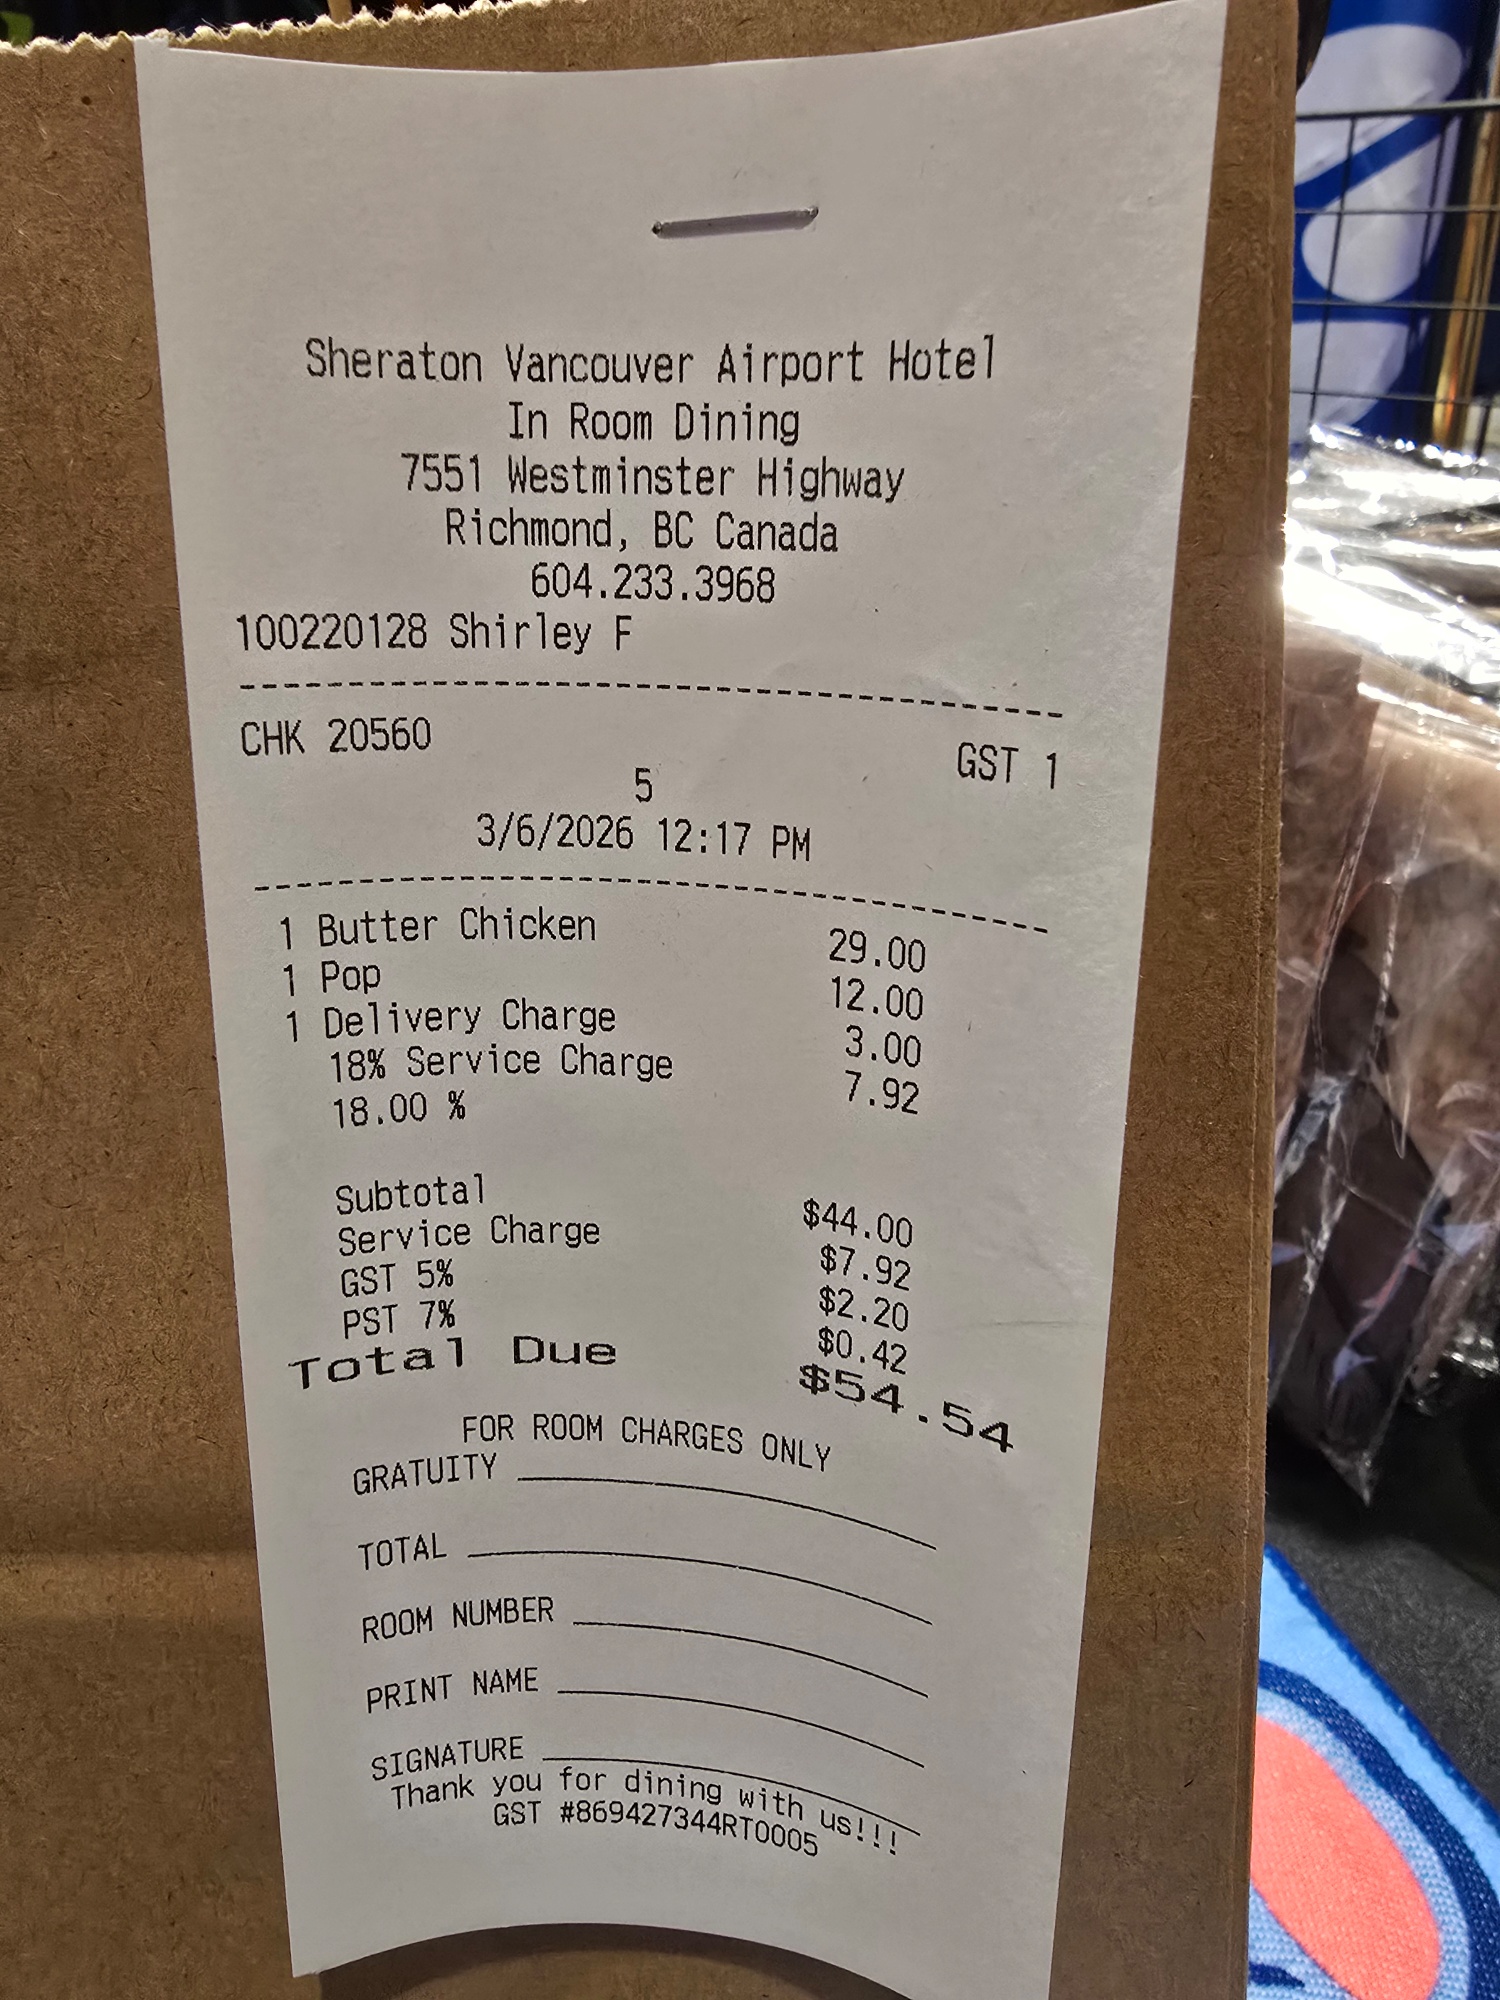 Sheraton Vancouver Airport Hotel
In Room Dining
7551 Westminster Highway
Richmond, BC Canada
604.233.3968
100220128 Shirley F
CHK 20560 GST 1
5
3/6/2026 12:17 PM
1 Butter Chicken 29.00
1 Pop 12.00
1 Delivery Charge 3.00
18% Service Charge 7.92
18.00 %
Subtotal $44.00
Service Charge $7.92
GST 5% $2.20
PST 7% $0.42
Total Due $54.54
FOR ROOM CHARGES ONLY
GRATUITY
TOTAL
ROOM NUMBER
PRINT NAME
SIGNATURE
Thank you for dining with us!!!
GST #869427344RT0005